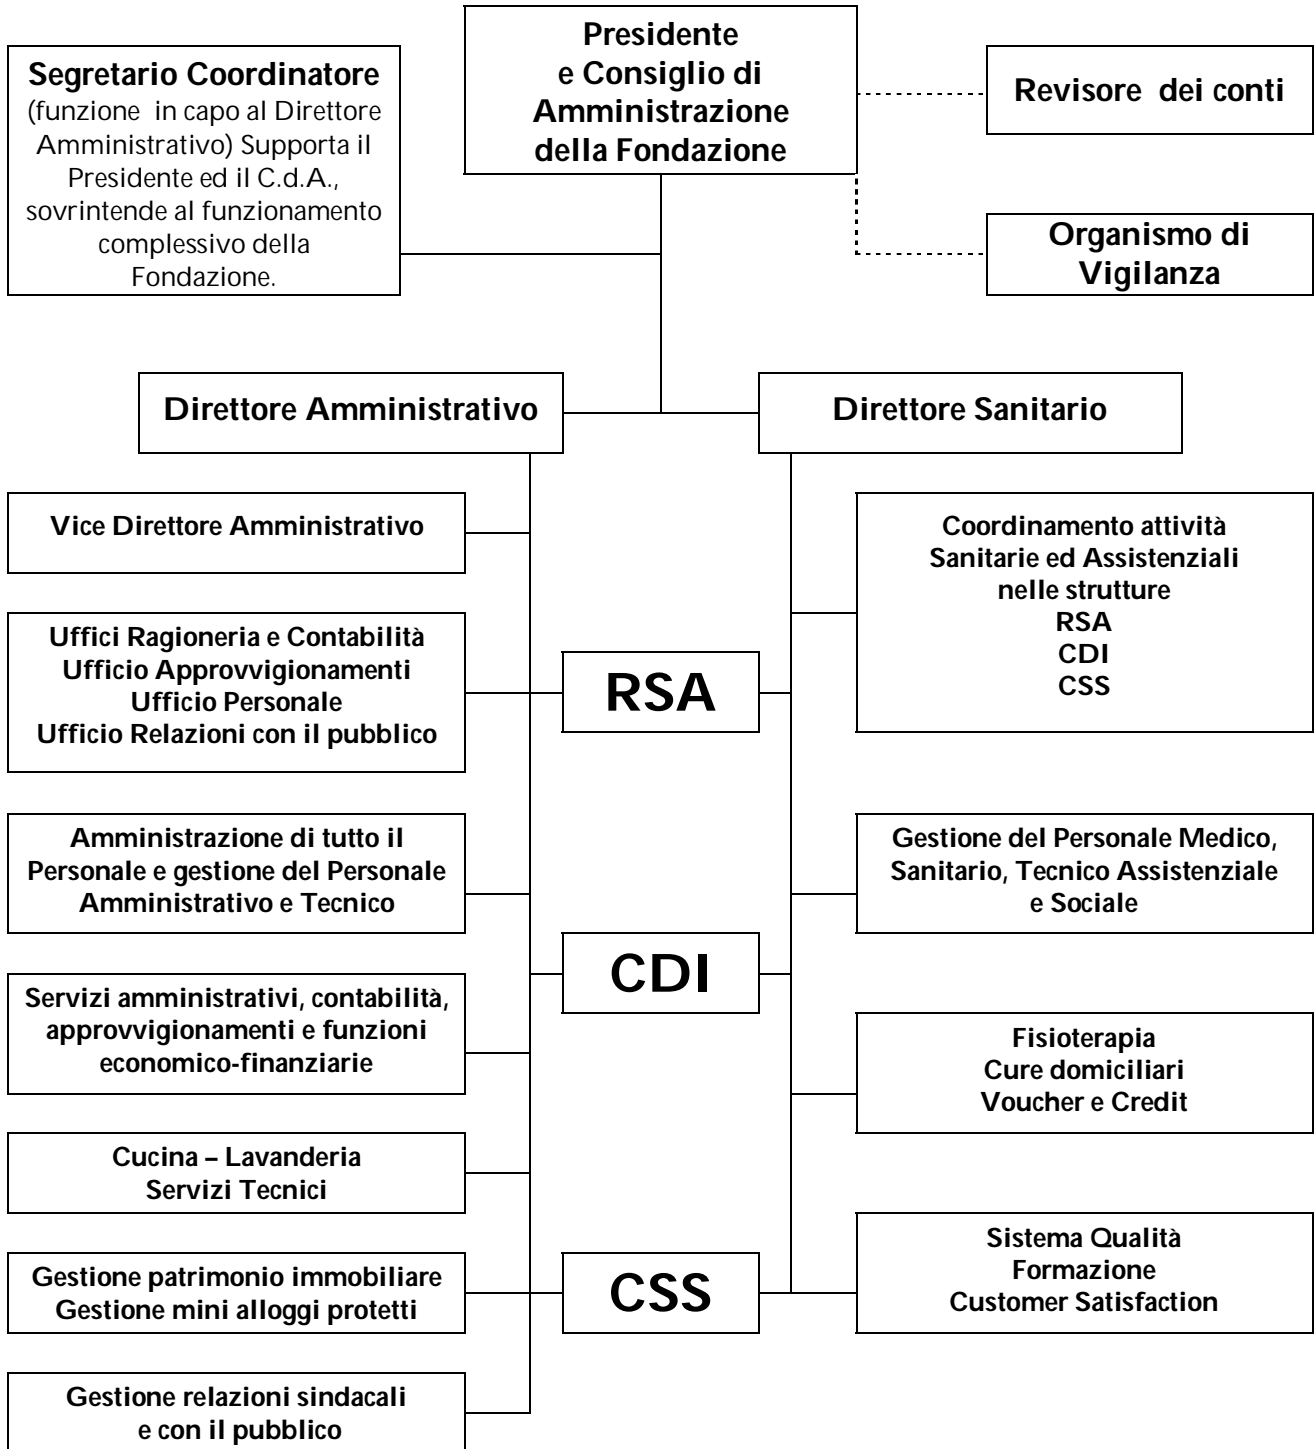 Presidente
e Consiglio di
Amministrazione
della Fondazione
Segretario Coordinatore
(funzione in capo al Direttore
Amministrativo) Supporta il
Presidente ed il C.d.A.,
sovrintende al funzionamento
complessivo della
Fondazione.
Revisore dei conti
Organismo di
Vigilanza
Direttore Amministrativo
Direttore Sanitario
Vice Direttore Amministrativo
Uffici Ragioneria e Contabilità
Ufficio Approvvigionamenti
Ufficio Personale
Ufficio Relazioni con il pubblico
Amministrazione di tutto il
Personale e gestione del Personale
Amministrativo e Tecnico
Servizi amministrativi, contabilità,
approvvigionamenti e funzioni
economico-finanziarie
Cucina – Lavanderia
Servizi Tecnici
Gestione patrimonio immobiliare
Gestione mini alloggi protetti
Gestione relazioni sindacali
e con il pubblico
RSA
CDI
CSS
Coordinamento attività
Sanitarie ed Assistenziali
nelle strutture
RSA
CDI
CSS
Gestione del Personale Medico,
Sanitario, Tecnico Assistenziale
e Sociale
Fisioterapia
Cure domiciliari
Voucher e Credit
Sistema Qualità
Formazione
Customer Satisfaction